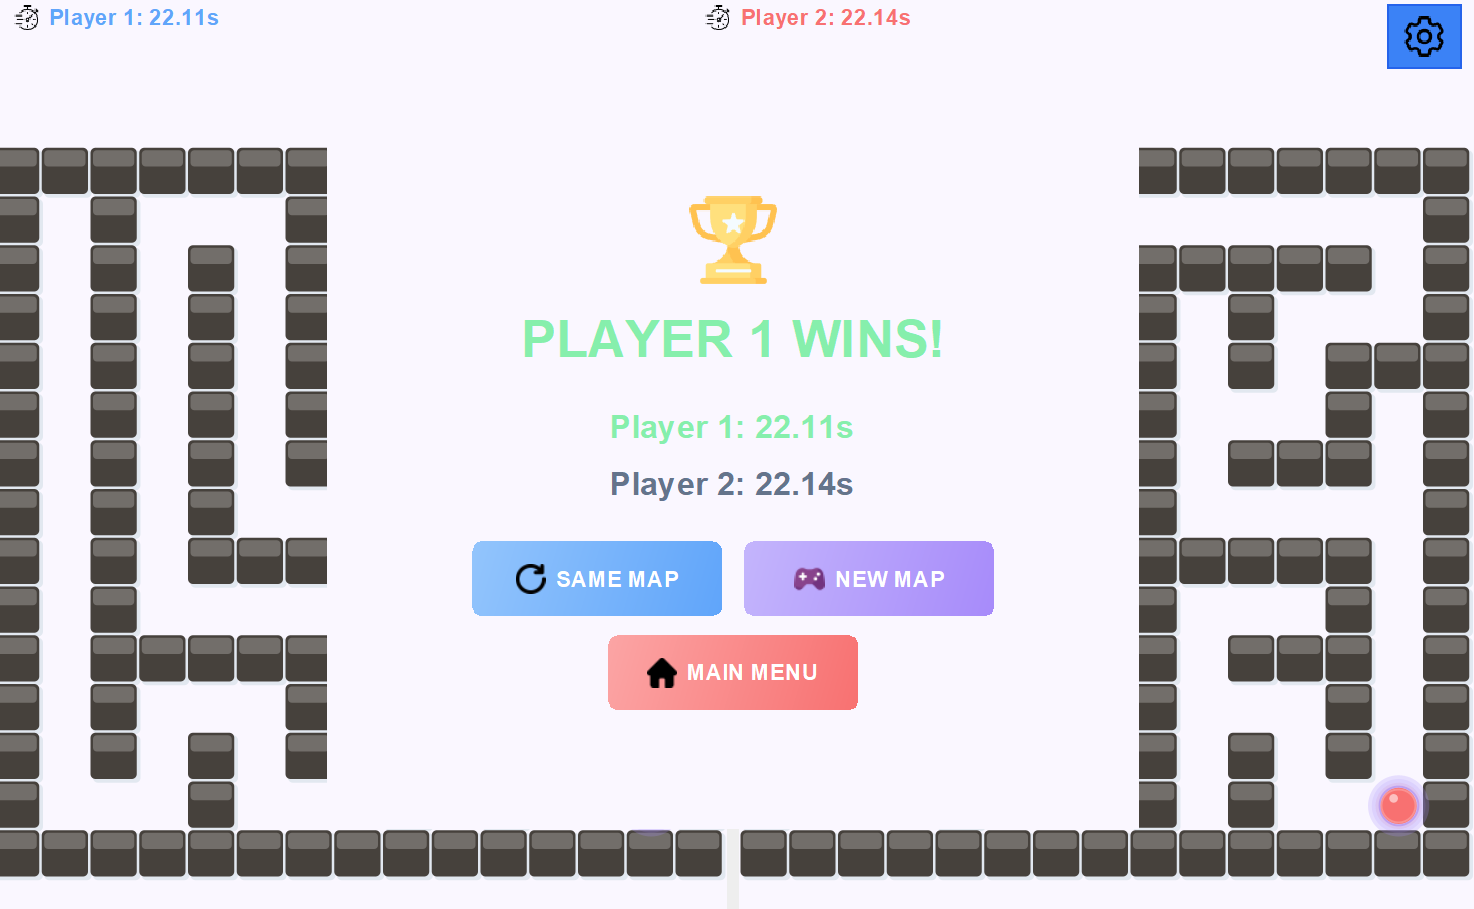 Player 1: 22.11s
Player 2: 22.14s
PLAYER 1 WINS!
Player 1: 22.11s
Player 2: 22.14s
SAME MAP
NEW MAP
MAIN MENU